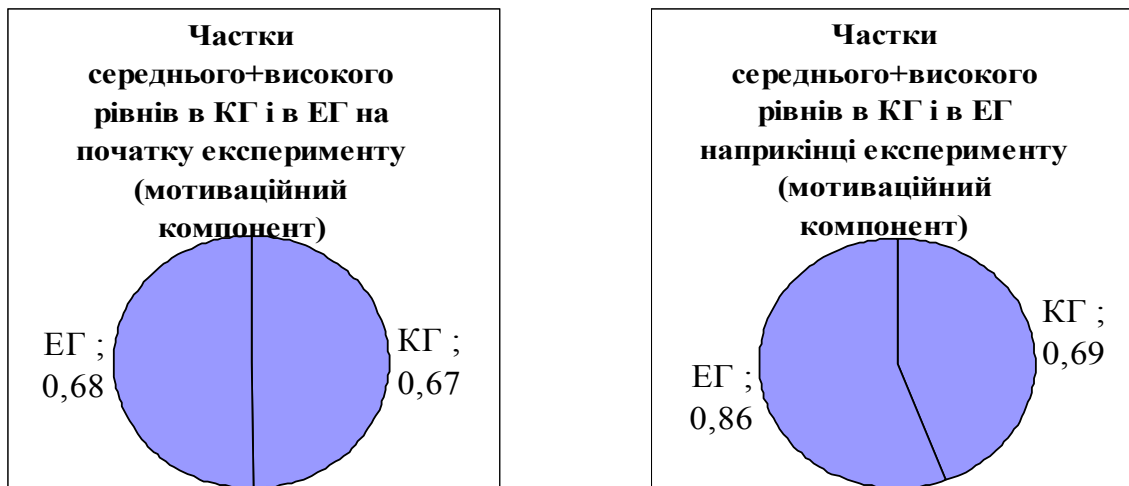 Частки
середнього+високого
рівнів в КГ і в ЕГ на
початку експерименту
(мотиваційний
компонент)
ЕГ ;
0,68
КГ ;
0,67
Частки
середнього+високого
рівнів в КГ і в ЕГ
наприкінці експерименту
(мотиваційний
компонент)
ЕГ ;
0,86
КГ ;
0,69